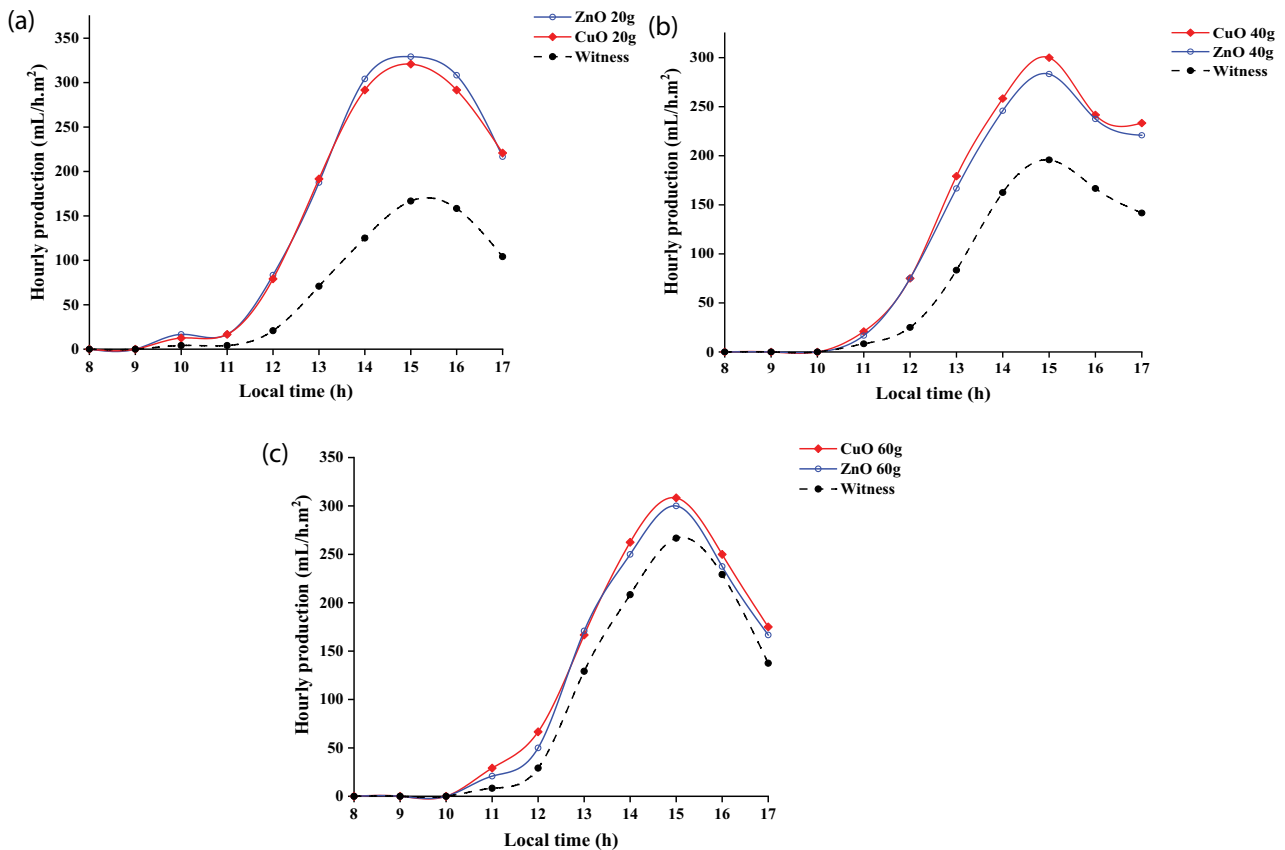 (a)
ZnO 20g
CuO 20g
Witness
350
300
250
200
150
100
50
0
Hourly production (mL/h.m²)
8 9 10 11 12 13 14 15 16 17
Local time (h)
(b)
CuO 40g
ZnO 40g
Witness
300
250
200
150
100
50
0
Hourly production (mL/h.m²)
8 9 10 11 12 13 14 15 16 17
Local time (h)
(c)
CuO 60g
ZnO 60g
Witness
350
300
250
200
150
100
50
0
Hourly production (mL/h.m²)
8 9 10 11 12 13 14 15 16 17
Local time (h)